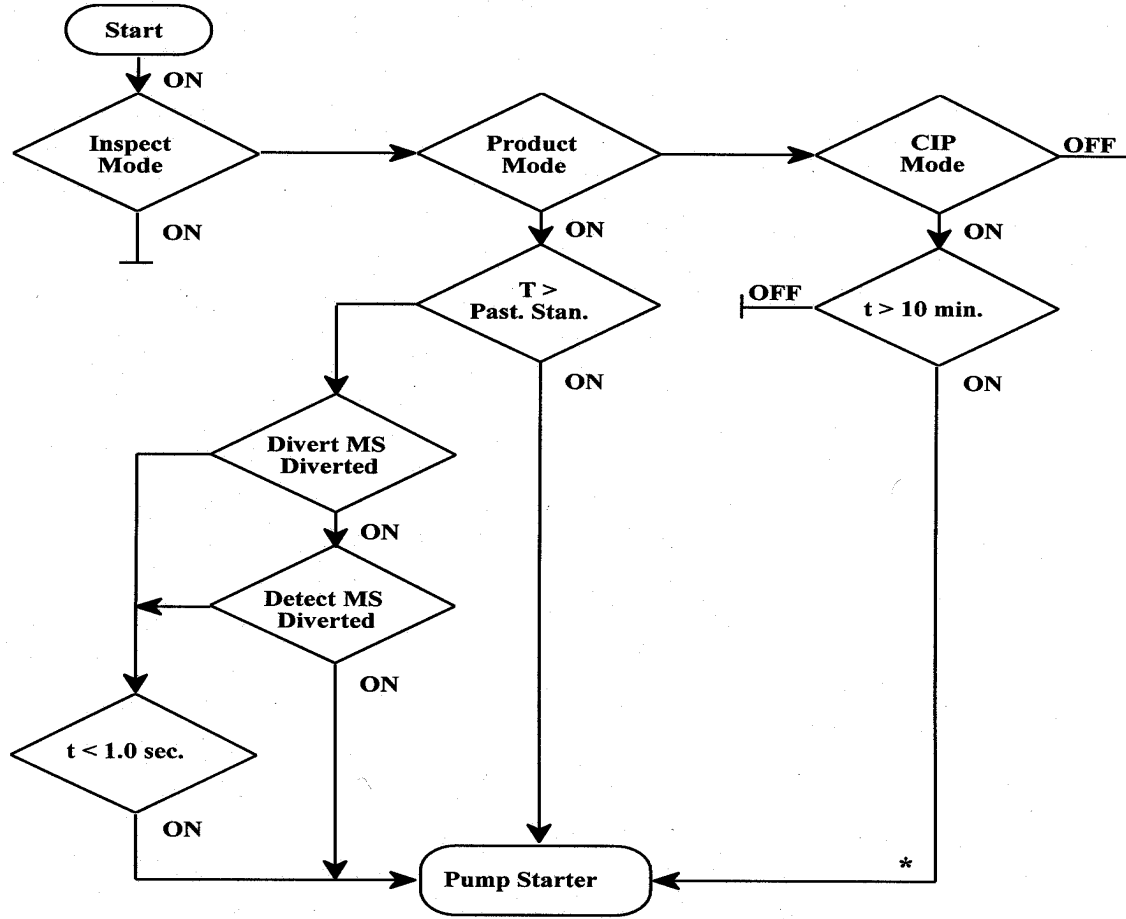 Start
ON
Inspect
Mode
ON
Product
Mode
ON
CIP
Mode
OFF
ON
T >
Past. Stan.
ON
OFF
t > 10 min.
ON
Divert MS
Diverted
ON
Detect MS
Diverted
ON
t < 1.0 sec.
ON
Pump Starter
*